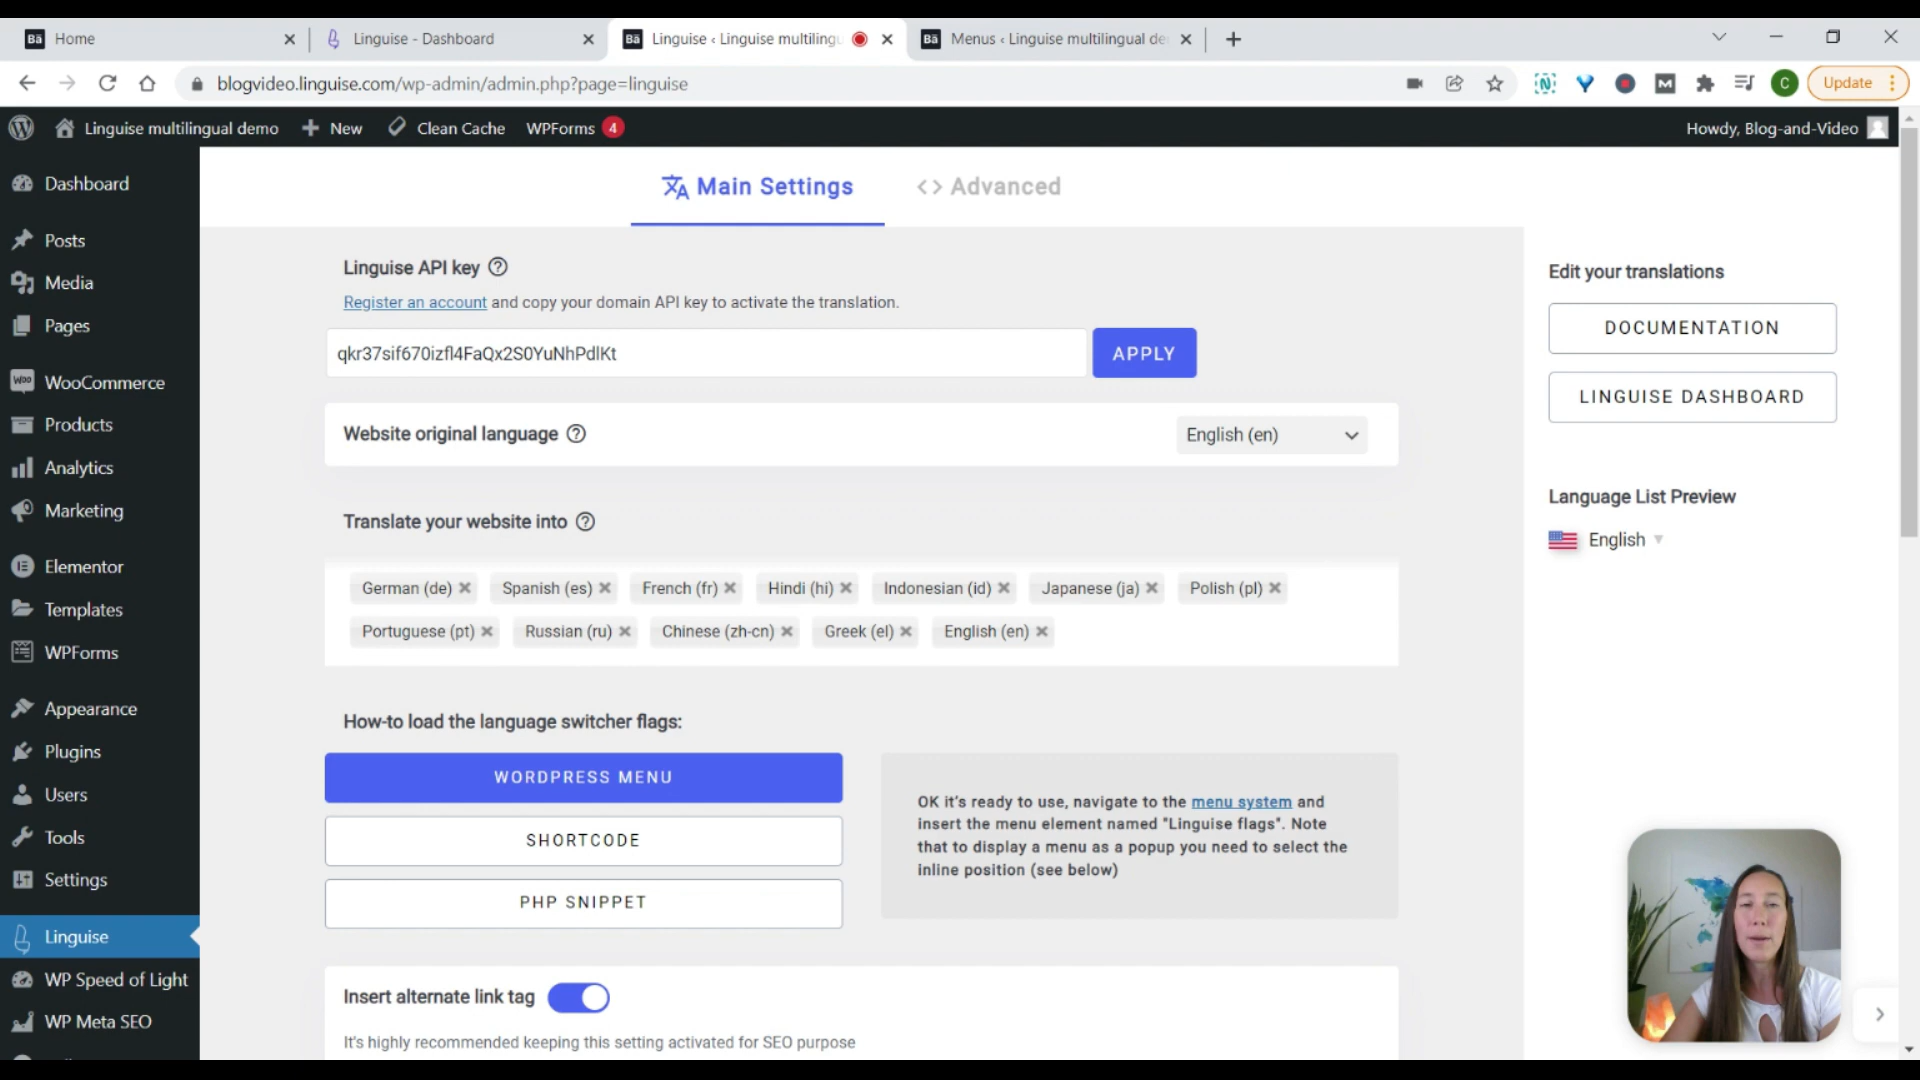 Bā Home
Linguise - Dashboard
Bā Linguise ‹ Linguise multilingu
Bā Menus ‹ Linguise multilingual de
blogvideo.linguise.com/wp-admin/admin.php?page=linguise
N
M
C
Update
Linguise multilingual demo
New
Clean Cache
WPForms 4
Howdy, Blog-and-Video
Dashboard
Posts
Media
Pages
Woo WooCommerce
Products
Analytics
Marketing
Elementor
Templates
WPForms
Appearance
Plugins
Users
Tools
Settings
Linguise
WP Speed of Light
WP Meta SEO
Main Settings
<> Advanced
Linguise API key ?
Register an account and copy your domain API key to activate the translation.
qkr37sif670izfl4FaQx2S0YuNhPdlKt
APPLY
Website original language ?
English (en)
Translate your website into ?
German (de) ×
Spanish (es) ×
French (fr) ×
Hindi (hi) ×
Indonesian (id) ×
Japanese (ja) ×
Polish (pl) ×
Portuguese (pt) ×
Russian (ru) ×
Chinese (zh-cn) ×
Greek (el) ×
English (en) ×
How-to load the language switcher flags:
WORDPRESS MENU
SHORTCODE
PHP SNIPPET
OK it's ready to use, navigate to the menu system and
insert the menu element named "Linguise flags". Note
that to display a menu as a popup you need to select the
inline position (see below)
Insert alternate link tag
It's highly recommended keeping this setting activated for SEO purpose
Edit your translations
DOCUMENTATION
LINGUISE DASHBOARD
Language List Preview
English